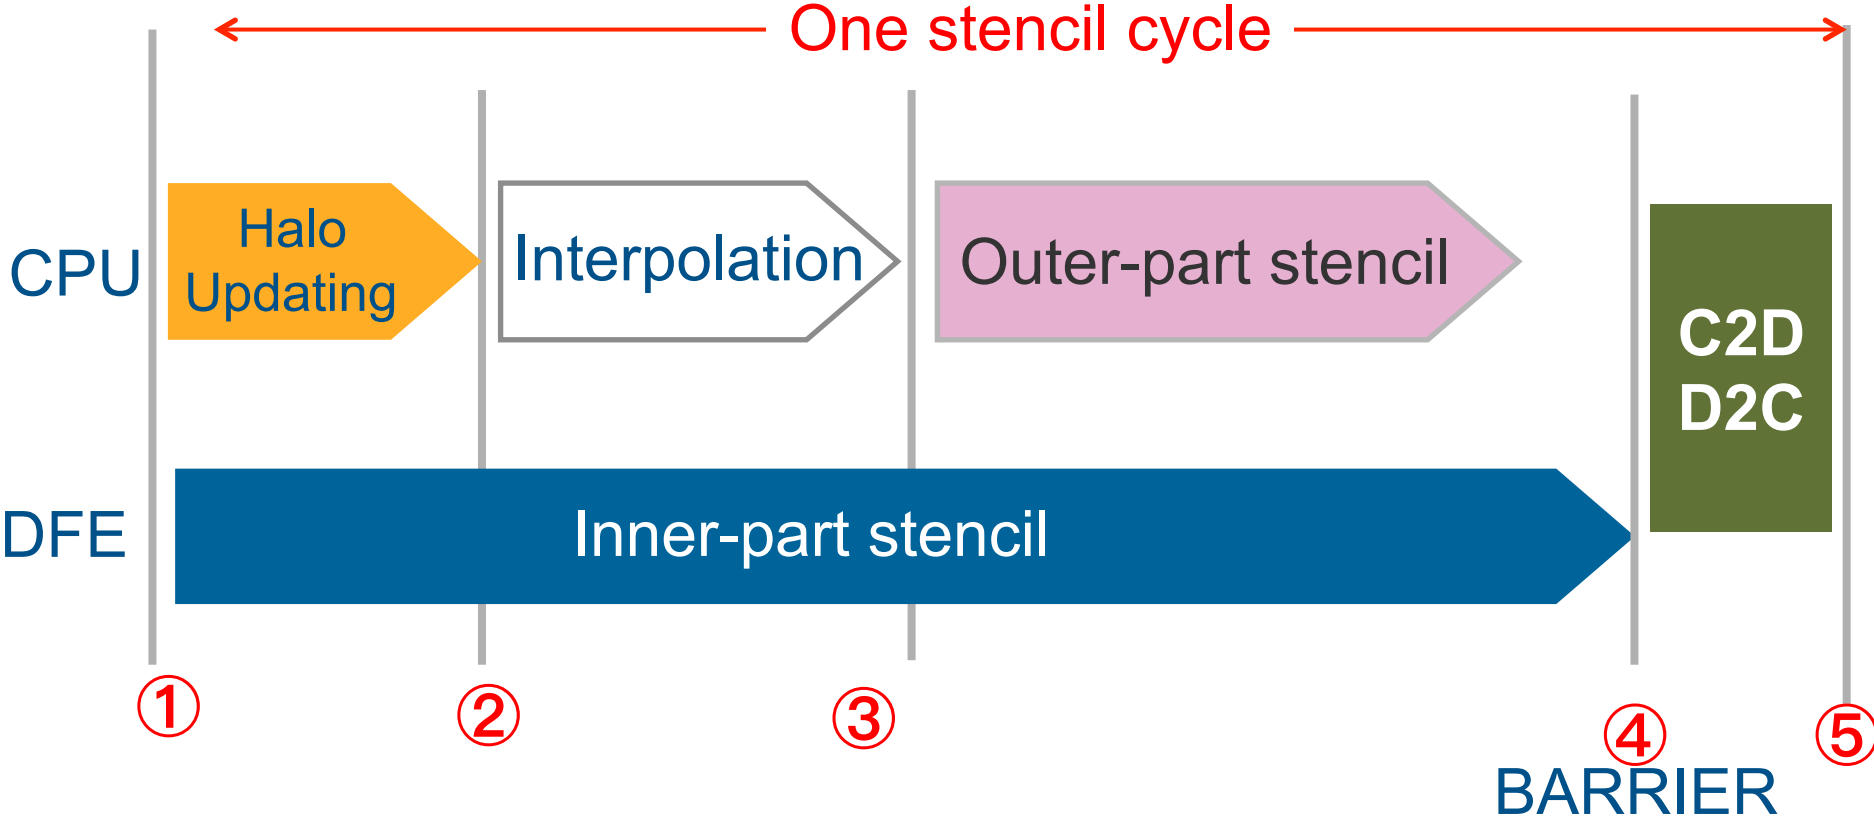 One stencil cycle
CPU
Halo
Updating
Interpolation
Outer-part stencil
C2D
D2C
DFE
Inner-part stencil
①
②
③
④
⑤
BARRIER